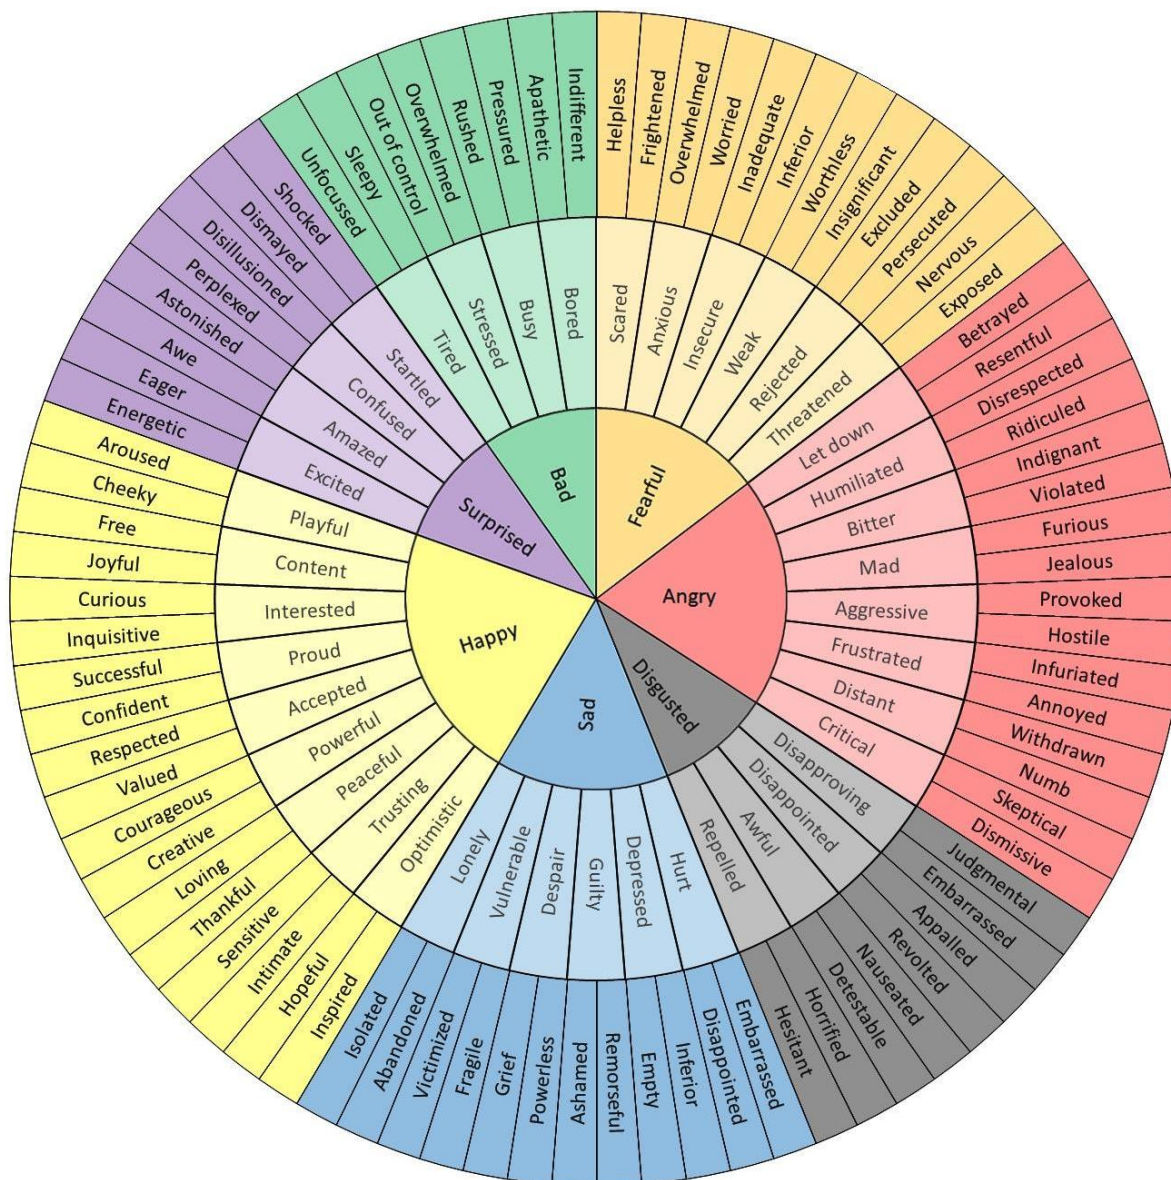 Fearful
Angry
Disgusted
Sad
Happy
Surprised
Bad
Scared
Anxious
Insecure
Weak
Rejected
Threatened
Let down
Humiliated
Bitter
Mad
Aggressive
Frustrated
Distant
Critical
Disapproving
Disappointed
Awful
Repelled
Hurt
Depressed
Guilty
Despair
Vulnerable
Lonely
Optimistic
Trusting
Peaceful
Powerful
Accepted
Proud
Interested
Content
Playful
Excited
Amazed
Confused
Startled
Tired
Stressed
Busy
Bored
Helpless
Frightened
Overwhelmed
Worried
Inadequate
Inferior
Worthless
Insignificant
Excluded
Persecuted
Nervous
Exposed
Betrayed
Resentful
Disrespected
Ridiculed
Indignant
Violated
Furious
Jealous
Provoked
Hostile
Infuriated
Annoyed
Withdrawn
Numb
Skeptical
Dismissive
Judgmental
Embarrassed
Appalled
Revolted
Nauseated
Detestable
Horrified
Hesitant
Embarrassed
Disappointed
Inferior
Empty
Remorseful
Ashamed
Powerless
Grief
Fragile
Victimized
Abandoned
Isolated
Inspired
Hopeful
Intimate
Sensitive
Thankful
Loving
Creative
Courageous
Valued
Respected
Confident
Successful
Inquisitive
Curious
Joyful
Free
Cheeky
Aroused
Energetic
Eager
Awe
Astonished
Perplexed
Disillusioned
Dismayed
Shocked
Unfocussed
Sleepy
Out of control
Overwhelmed
Rushed
Pressured
Apathetic
Indifferent